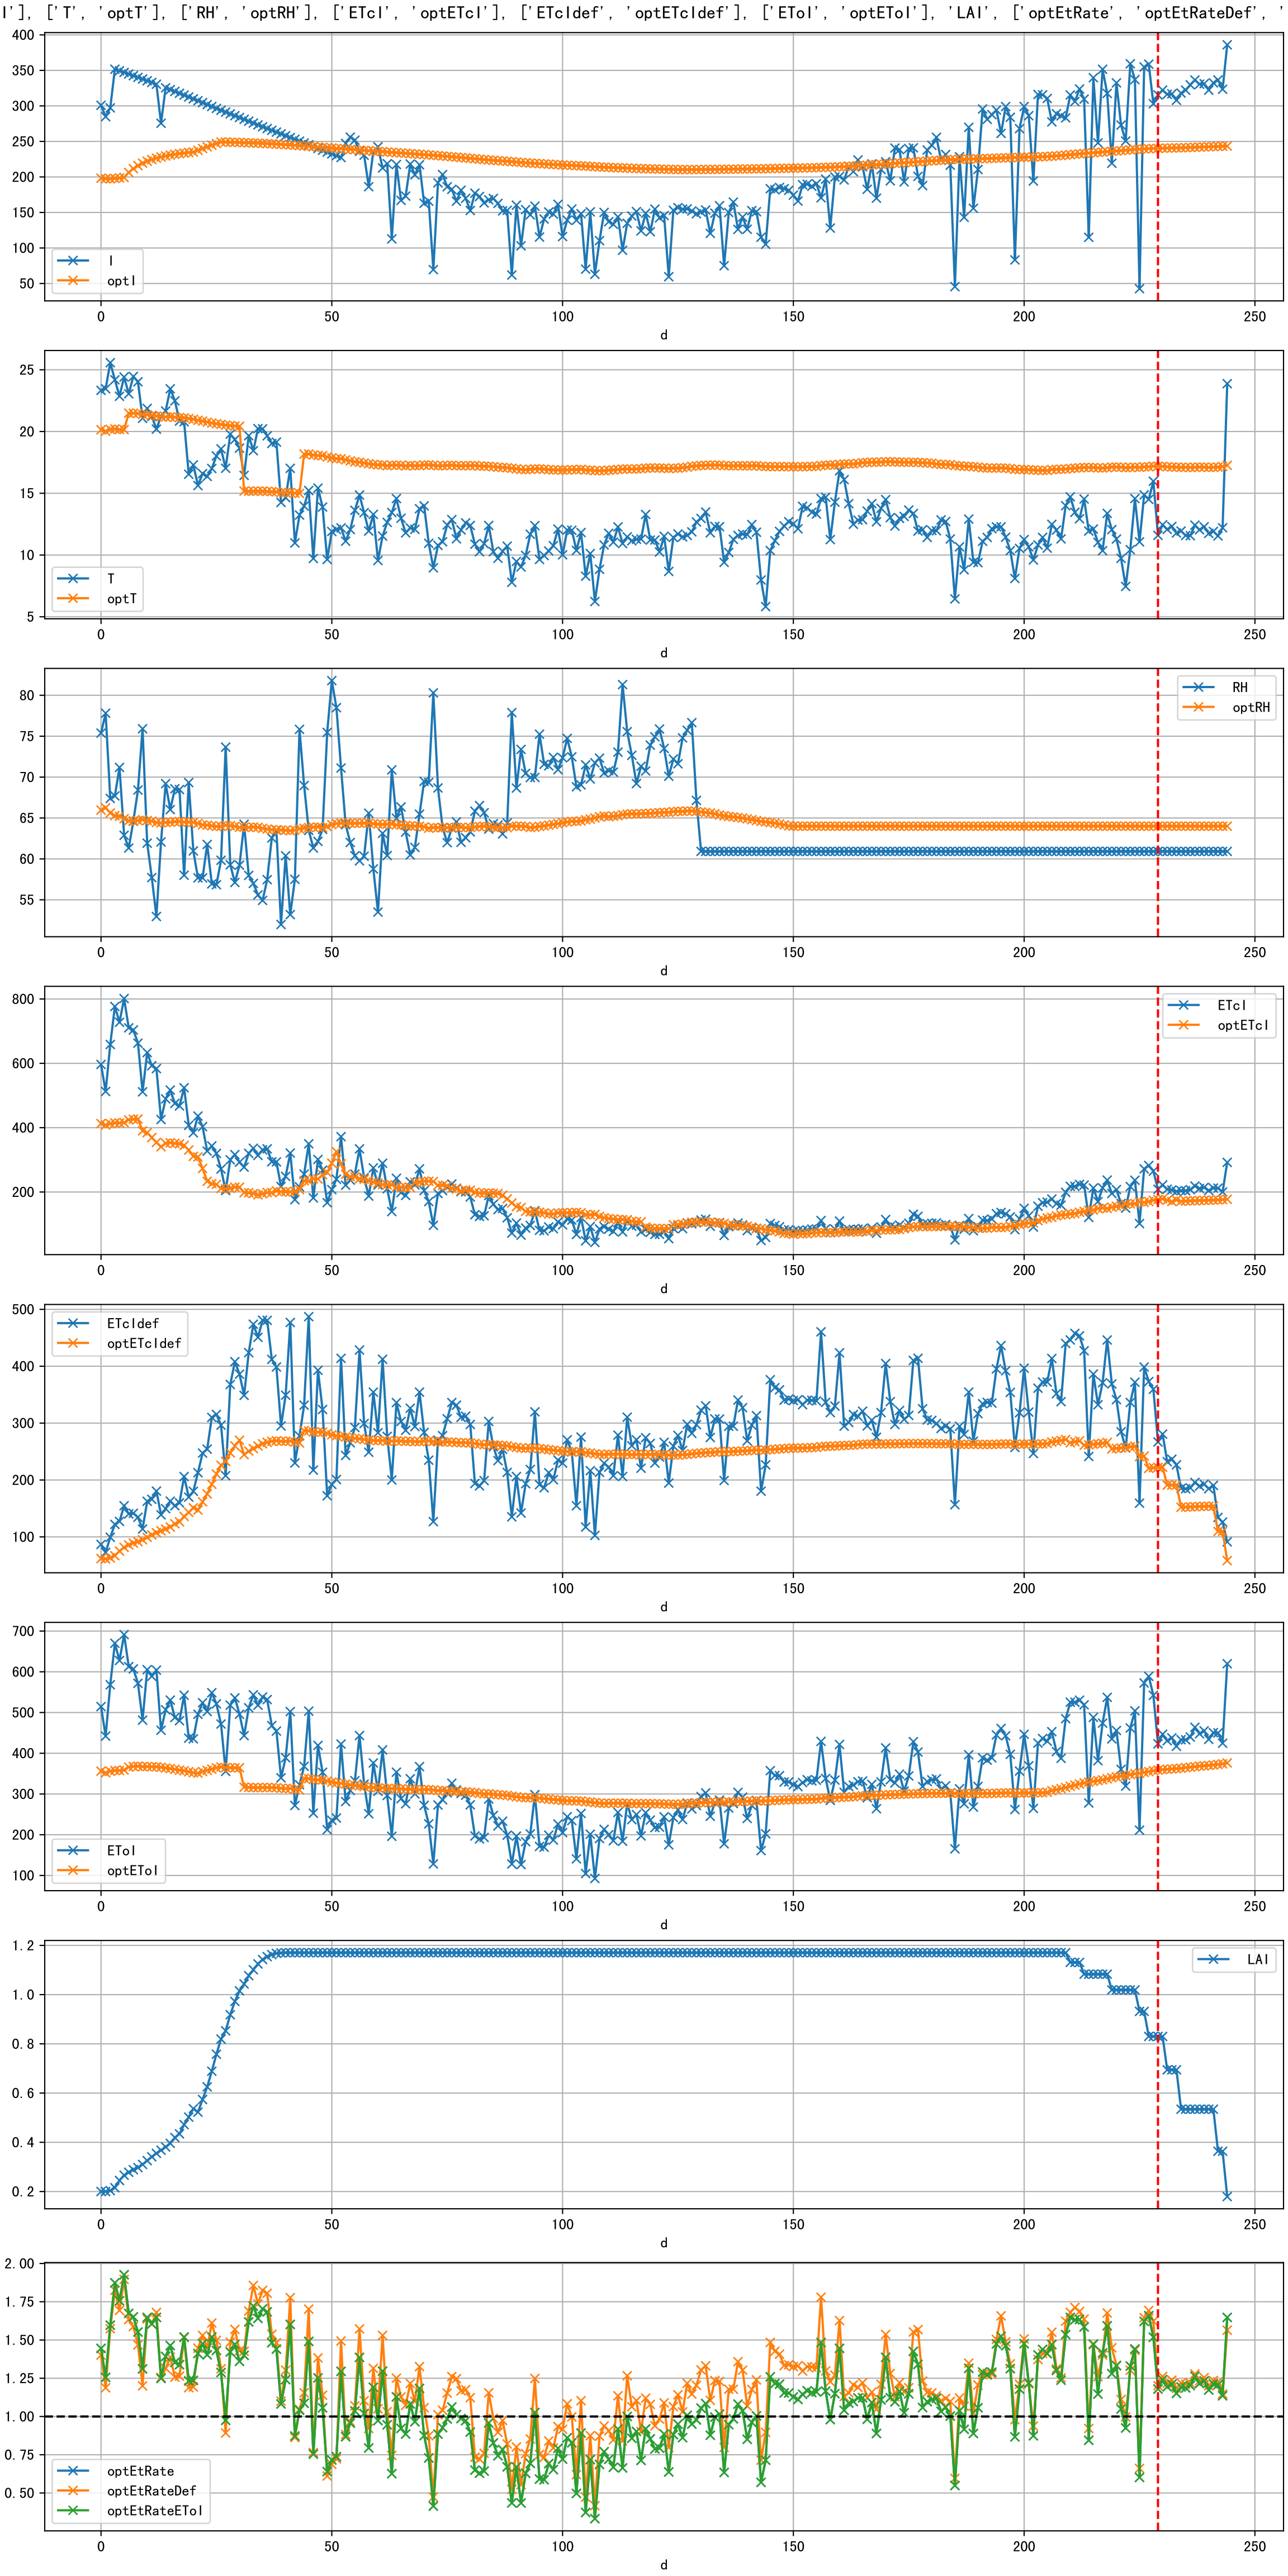 I'], ['T', 'optT'], ['RH', 'optRH'], ['ETcI', 'optETcI'], ['ETcIdef', 'optETcIdef'], ['EToI', 'optEToI'], 'LAI', ['optEtRate', 'optEtRateDef', '
400
350
300
250
200
150
100
50
I
optI
0 50 100 150 200 250
d
25
20
15
10
5
T
optT
0 50 100 150 200 250
d
80
75
70
65
60
55
RH
optRH
0 50 100 150 200 250
d
800
600
400
200
ETcI
optETcI
0 50 100 150 200 250
d
500
400
300
200
100
ETcIdef
optETcIdef
0 50 100 150 200 250
d
700
600
500
400
300
200
100
EToI
optEToI
0 50 100 150 200 250
d
1.2
1.0
0.8
0.6
0.4
0.2
LAI
0 50 100 150 200 250
d
2.00
1.75
1.50
1.25
1.00
0.75
0.50
optEtRate
optEtRateDef
optEtRateEToI
0 50 100 150 200 250
d